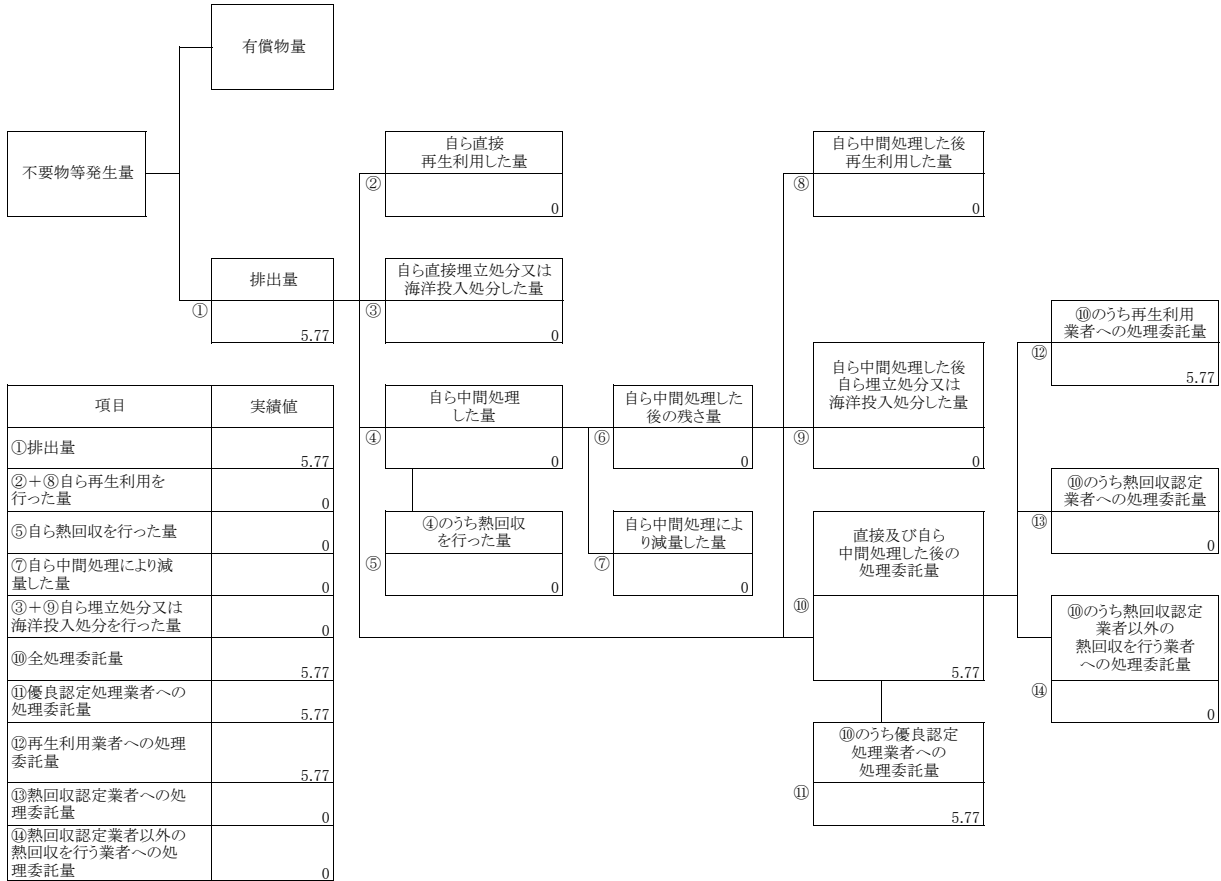 有償物量
不要物等発生量
自ら直接
再生利用した量
②
0
自ら中間処理した後
再生利用した量
⑧
0
排出量
①
5.77
自ら直接埋立処分又は
海洋投入処分した量
③
0
自ら中間処理
した量
④
0
自ら中間処理した
後の残さ量
⑥
0
自ら中間処理した後
自ら埋立処分又は
海洋投入処分した量
⑨
0
⑩のうち再生利用
業者への処理委託量
⑫
5.77
④のうち熱回収
を行った量
⑤
0
自ら中間処理によ
り減量した量
⑦
0
直接及び自ら
中間処理した後の
処理委託量
⑩
5.77
⑩のうち熱回収認定
業者への処理委託量
⑬
0
⑩のうち熱回収認定
業者以外の
熱回収を行う業者
への処理委託量
⑭
0
⑩のうち優良認定
処理業者への
処理委託量
⑪
5.77
項目
実績値
①排出量
5.77
②＋⑧自ら再生利用を
行った量
0
⑤自ら熱回収を行った量
0
⑦自ら中間処理により減
量した量
0
③＋⑨自ら埋立処分又は
海洋投入処分を行った量
0
⑩全処理委託量
5.77
⑪優良認定処理業者への
処理委託量
5.77
⑫再生利用業者への処理
委託量
5.77
⑬熱回収認定業者への処
理委託量
0
⑭熱回収認定業者以外の
熱回収を行う業者への処
理委託量
0